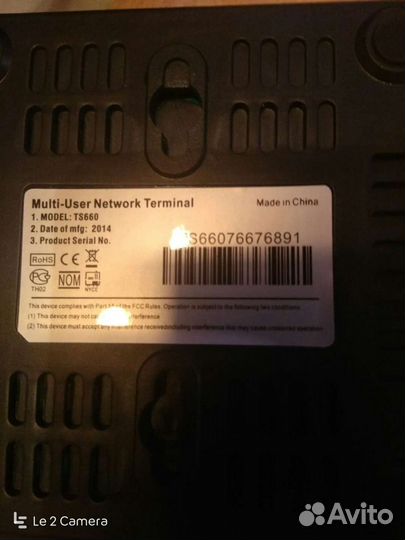 Multi-User Network Terminal
Made in China
1. MODEL: TS660
2. Date of mfg: 2014
3. Product Serial No.
S66076676891
RoHS CE
TH02 NOM NYCE
This device complies with Part of the FCC Rules. Operation is subject to the following two conditions
(1) This device may not interference
(2) This device must accept any interference received,including interference that may cause undesired operation
Le 2 Camera
Avito